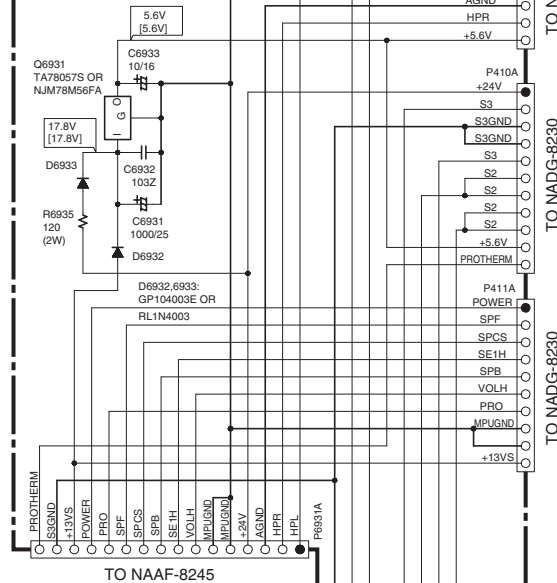 5.6V
[5.6V]
AGND
HPR
+5.6V
TO N
Q6931
TA78057S OR
NJM78M56FA
C6933
10/16
O
G
I
17.8V
[17.8V]
D6933
C6932
103Z
R6935
120
(2W)
C6931
1000/25
D6932
D6932,6933:
GP104003E OR
RL1N4003
P410A
+24V
S3
S3GND
S3GND
S3
S2
S2
S2
S2
+5.6V
PROTHERM
TO NADG-8230
P411A
POWER
SPF
SPCS
SE1H
SPB
VOLH
PRO
MPUGND
+13VS
TO NADG-8230
PROTHERM
S3GND
+13VS
POWER
PRO
SPF
SPCS
SPB
SE1H
VOLH
MPUGND
MPUGND
+24V
AGND
HPR
HPL
P6931A
TO NAAF-8245